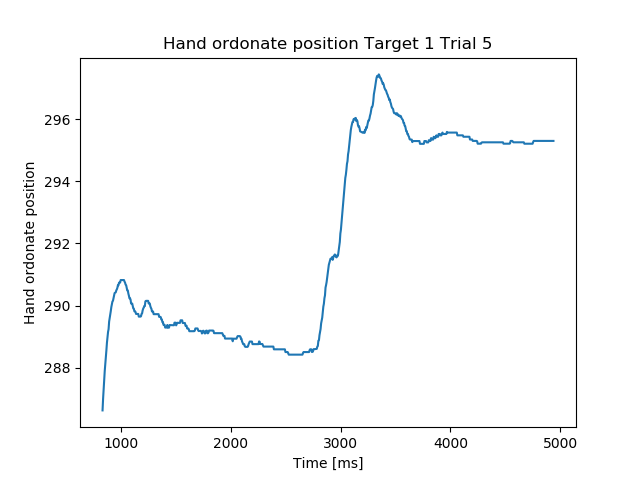 Hand ordonate position Target 1 Trial 5
296
294
292
290
288
Hand ordonate position
1000 2000 3000 4000 5000
Time [ms]